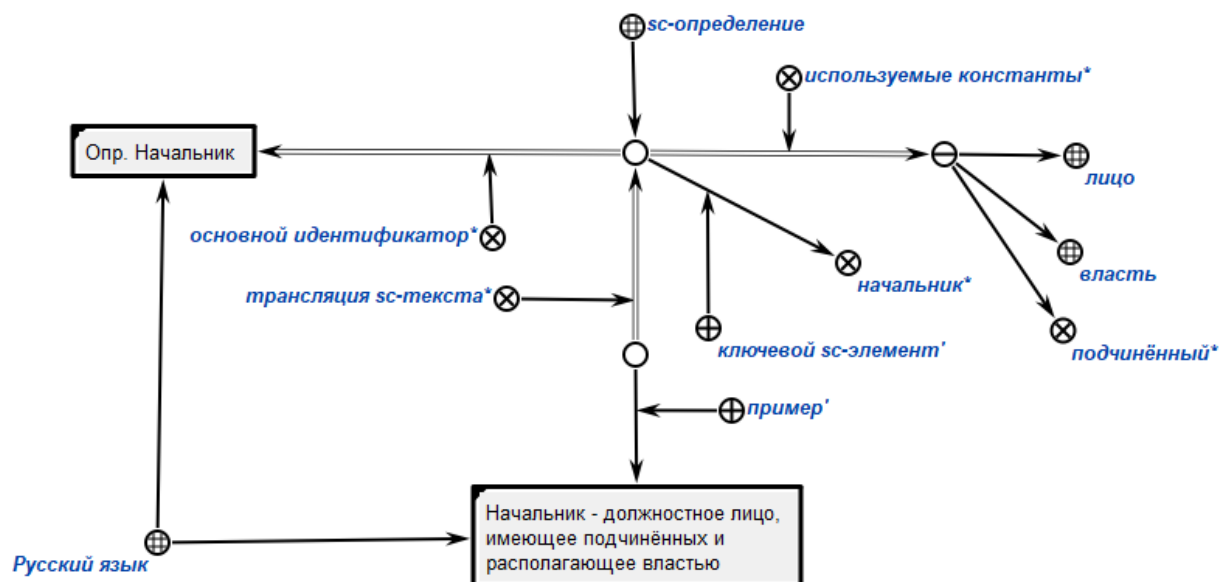 sc-определение
используемые константы*
Опр. Начальник
лицо
основной идентификатор*
власть
начальник*
трансляция sc-текста*
подчинённый*
ключевой sc-элемент'
пример'
Начальник - должностное лицо,
имеющее подчинённых и
располагающее властью
Русский язык